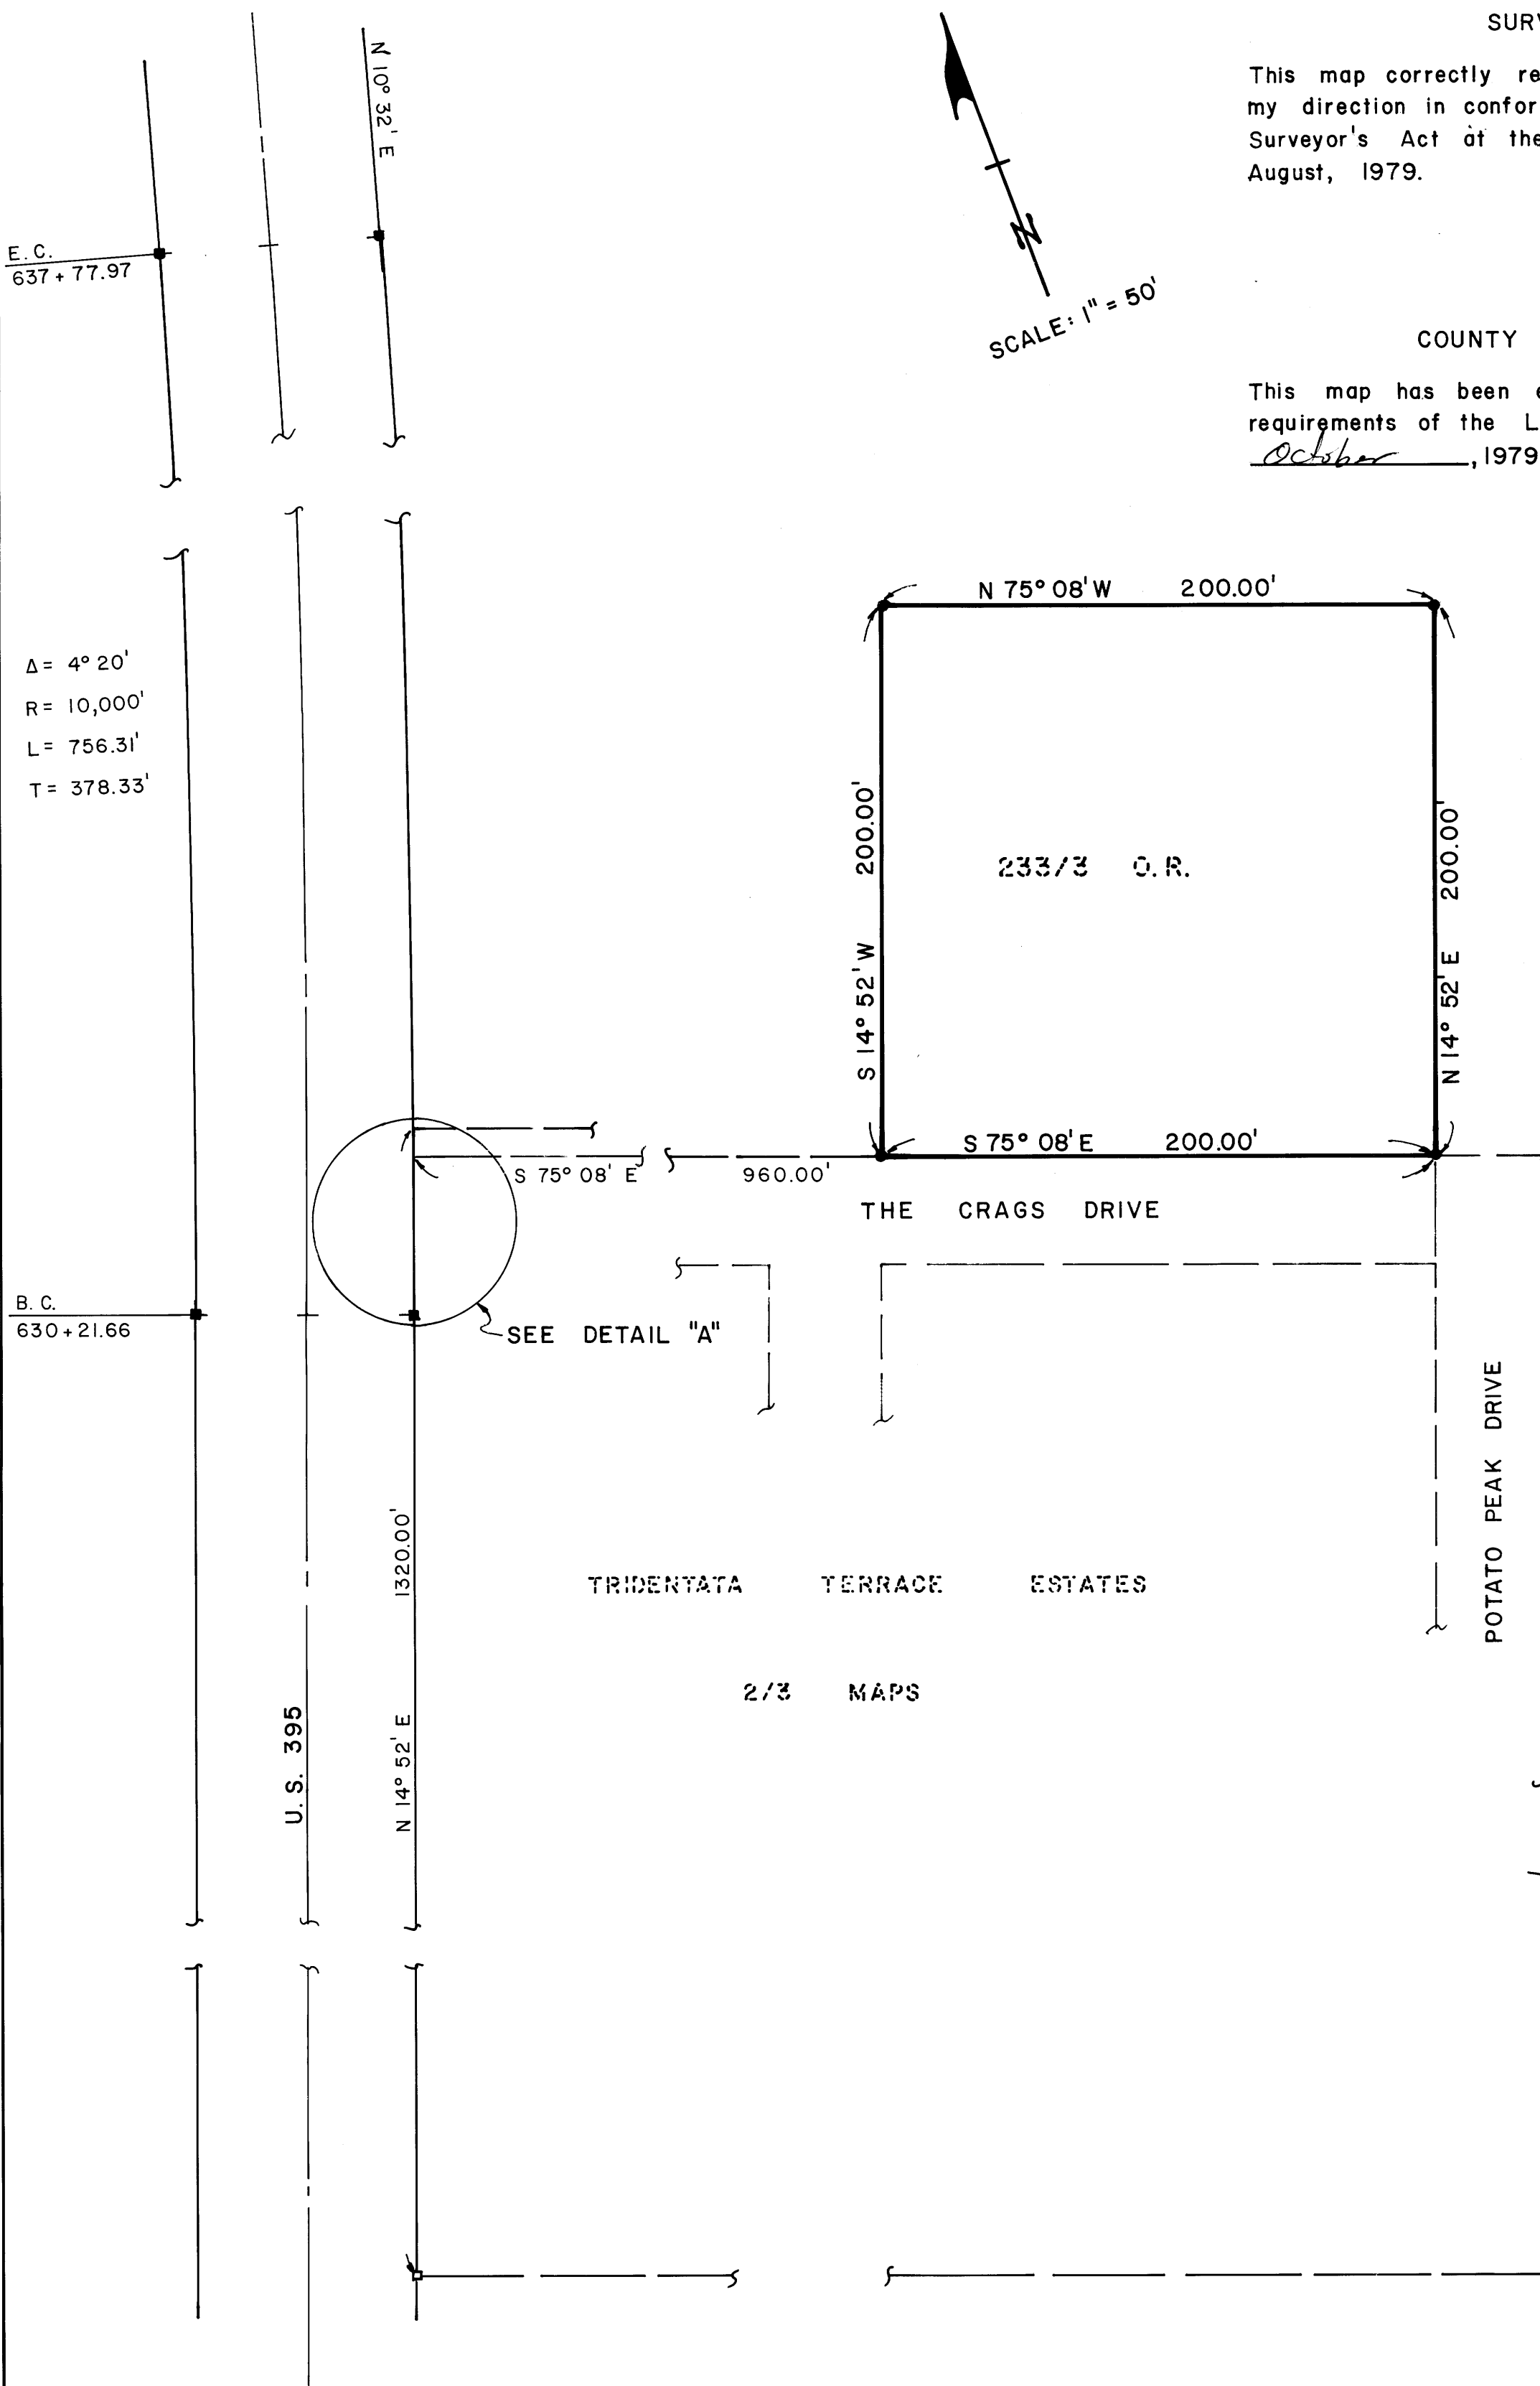 SURV
This map correctly re
my direction in confor
Surveyor's Act at the
August, 1979.
N 10° 32' E
E.C.
637 + 77.97
SCALE: 1" = 50'
N
COUNTY
This map has been e
requirements of the L
October, 1979
N 75° 08' W 200.00'
Δ = 4° 20'
R = 10,000'
L = 756.31'
T = 378.33'
S 14° 52' W 200.00'
233/3 O.R.
N 14° 52' E 200.00'
S 75° 08' E 200.00'
S 75° 08' E 960.00'
THE CRAGS DRIVE
B.C.
630 + 21.66
SEE DETAIL "A"
POTATO PEAK DRIVE
N 14° 52' E 1320.00'
TRIDENTATA TERRACE ESTATES
2/3 MAPS
U.S. 395